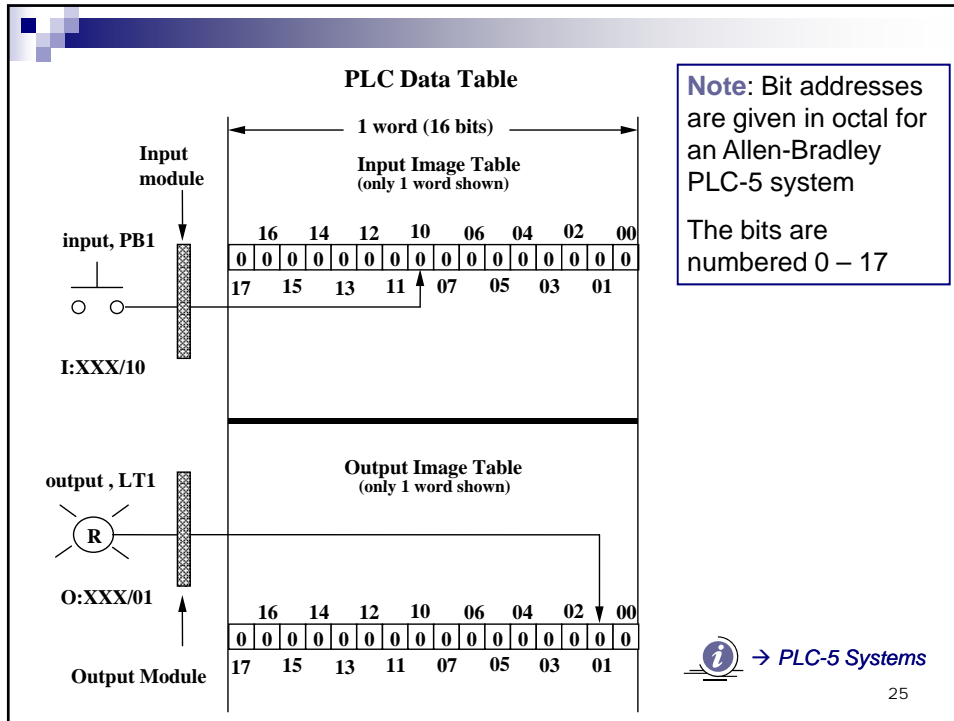 PLC Data Table
1 word (16 bits)
Input
module
Input Image Table
(only 1 word shown)
input, PB1
16 14 12 10 06 04 02 00
0 0 0 0 0 0 0 0 0 0 0 0 0 0 0 0
17 15 13 11 07 05 03 01
I:XXX/10
Output Image Table
(only 1 word shown)
output , LT1
R
O:XXX/01
16 14 12 10 06 04 02 00
0 0 0 0 0 0 0 0 0 0 0 0 0 0 0 0
17 15 13 11 07 05 03 01
Output Module
Note: Bit addresses
are given in octal for
an Allen-Bradley
PLC-5 system
The bits are
numbered 0 – 17
i → PLC-5 Systems
25